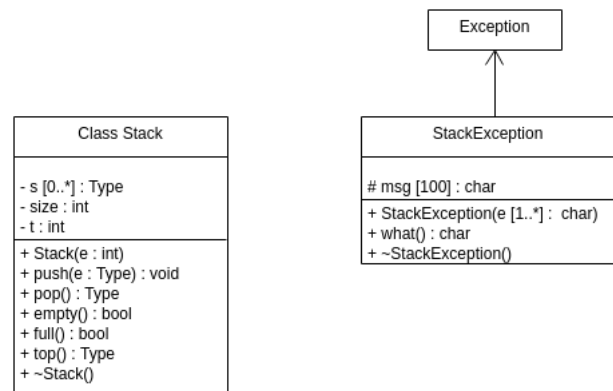 Exception
Class Stack
- s [0..*] : Type
- size : int
- t : int
+ Stack(e : int)
+ push(e : Type) : void
+ pop() : Type
+ empty() : bool
+ full() : bool
+ top() : Type
+ ~Stack()
StackException
# msg [100] : char
+ StackException(e [1..*] : char)
+ what() : char
+ ~StackException()